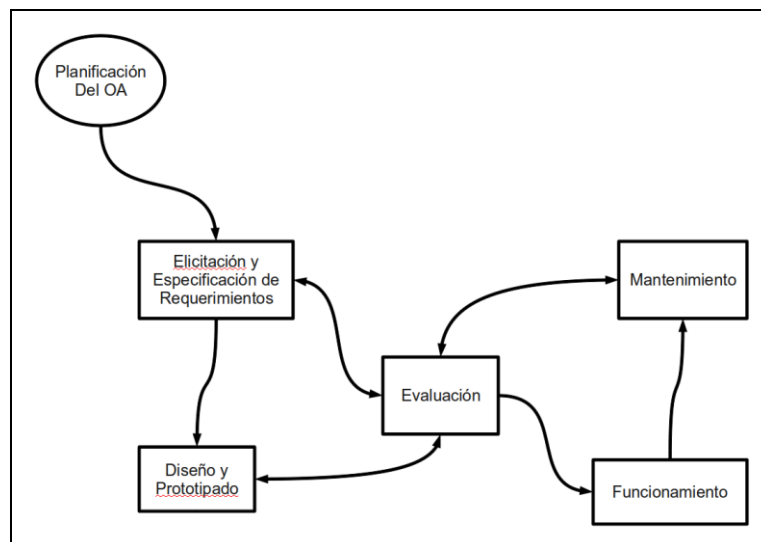 Planificación
Del OA
Elicitación y
Especificación de
Requerimientos
Mantenimiento
Evaluación
Diseño y
Prototipado
Funcionamiento